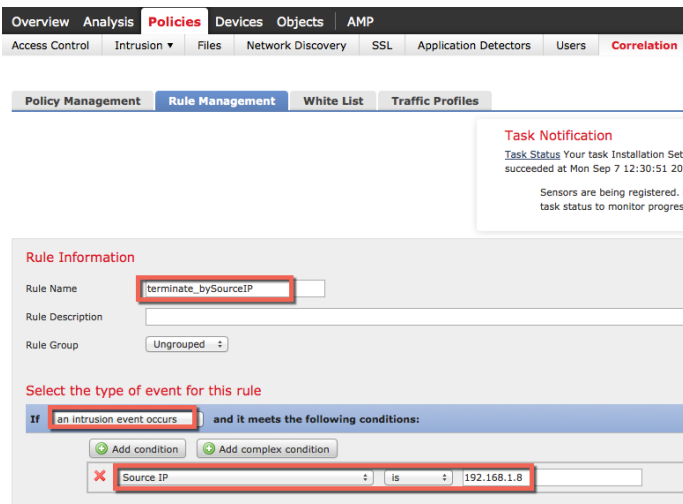 Overview Analysis Policies Devices Objects AMP
Access Control Intrusion ▼ Files Network Discovery SSL Application Detectors Users Correlation
Policy Management Rule Management White List Traffic Profiles
Task Notification
Task Status Your task Installation Set
succeeded at Mon Sep 7 12:30:51 20
Sensors are being registered.
task status to monitor progres
Rule Information
Rule Name terminate_bySourceIP
Rule Description
Rule Group Ungrouped
Select the type of event for this rule
If an intrusion event occurs and it meets the following conditions:
Add condition Add complex condition
Source IP is 192.168.1.8